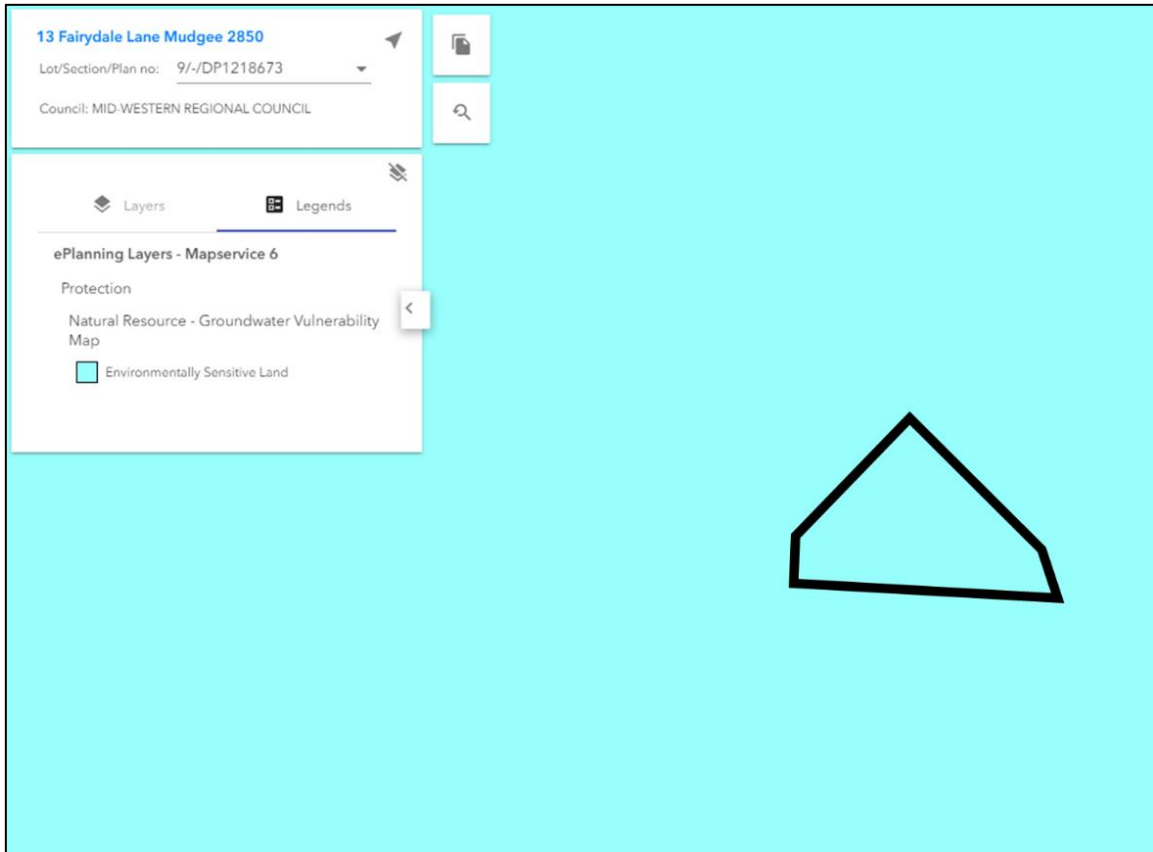 13 Fairydale Lane Mudgee 2850
Lot/Section/Plan no: 9/-/DP1218673
Council: MID-WESTERN REGIONAL COUNCIL
Layers Legends
ePlanning Layers - Mapservice 6
Protection
Natural Resource - Groundwater Vulnerability
Map
Environmentally Sensitive Land